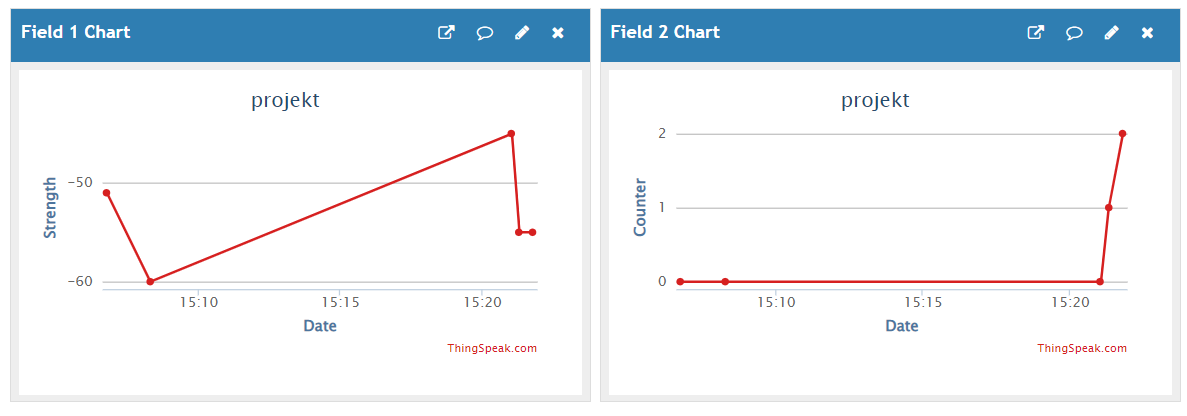 Field 1 Chart
projekt
Strength
-50
-60
15:10
15:15
15:20
Date
ThingSpeak.com
Field 2 Chart
projekt
Counter
2
1
0
15:10
15:15
15:20
Date
ThingSpeak.com